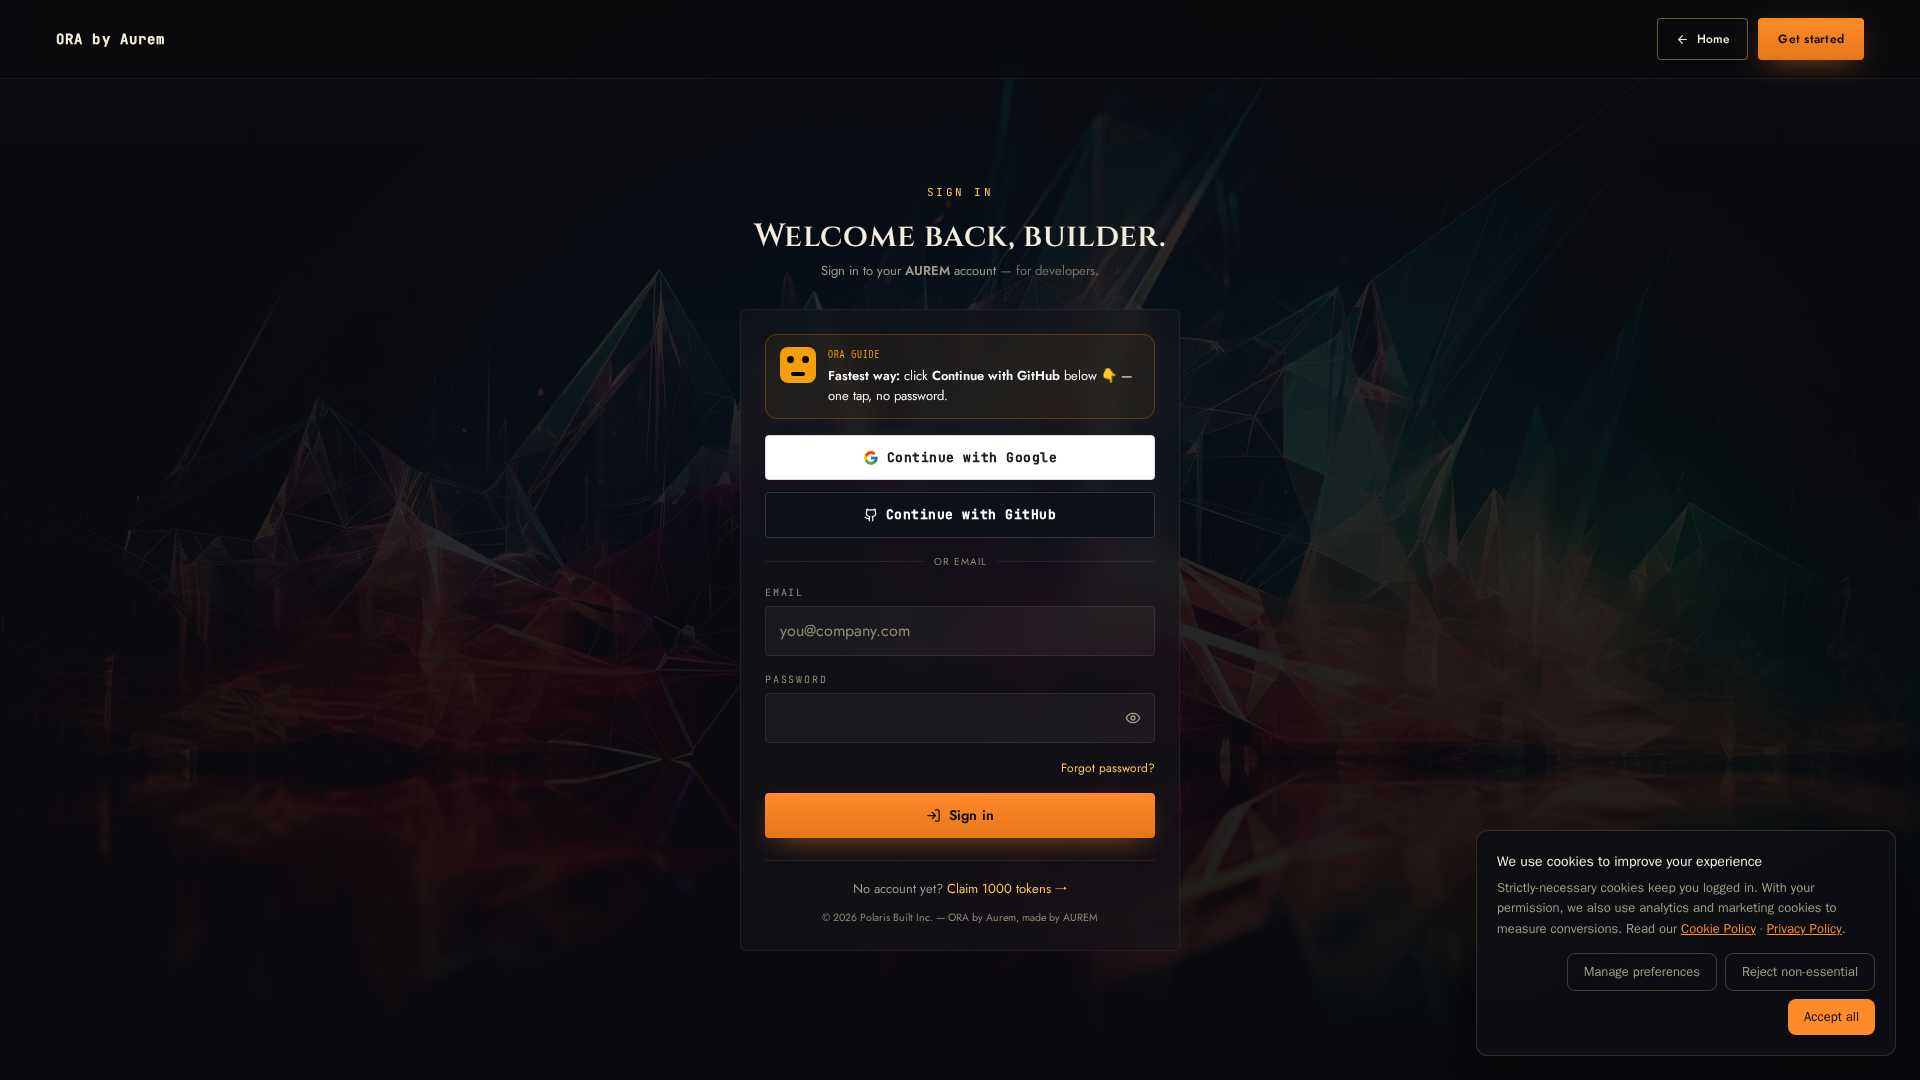 ORA by Aurem
← Home
Get started
SIGN IN
WELCOME BACK, BUILDER.
Sign in to your AUREM account — for developers.
ORA GUIDE
Fastest way: click Continue with GitHub below 👇 —
one tap, no password.
Continue with Google
Continue with GitHub
OR EMAIL
EMAIL
you@company.com
PASSWORD
Forgot password?
Sign in
No account yet? Claim 1000 tokens →
© 2026 Polaris Built Inc. — ORA by Aurem, made by AUREM
We use cookies to improve your experience
Strictly-necessary cookies keep you logged in. With your
permission, we also use analytics and marketing cookies to
measure conversions. Read our Cookie Policy · Privacy Policy.
Manage preferences
Reject non-essential
Accept all